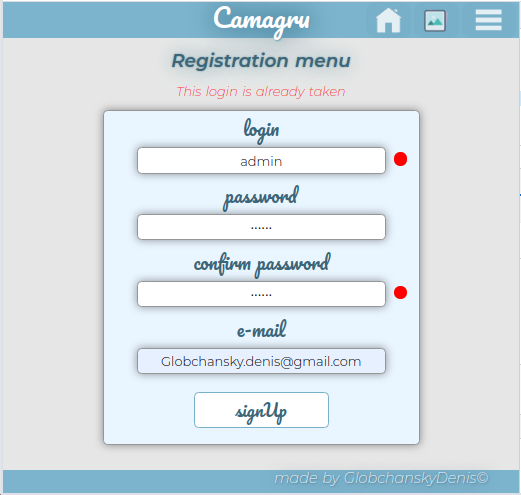 Camagru
Registration menu
This login is already taken
login
admin
password
······
confirm password
······
e-mail
Globchansky.denis@gmail.com
signUp
made by GlobchanskyDenis©